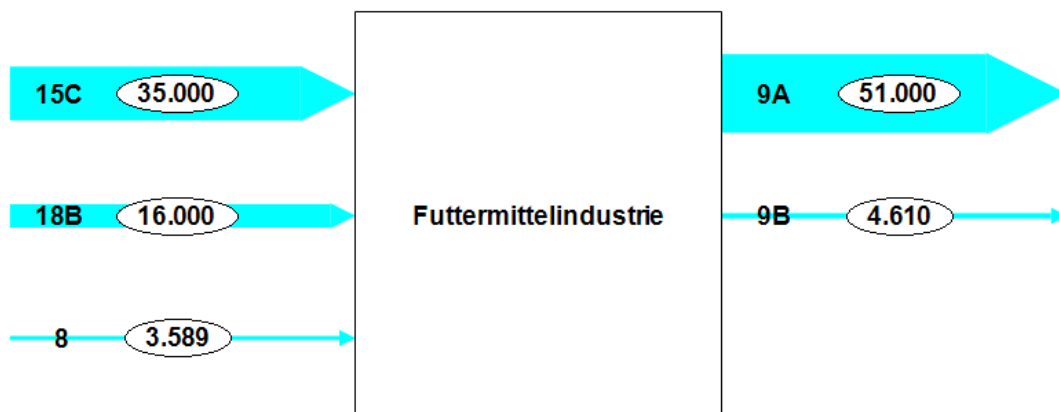 15C 35.000
9A 51.000
18B 16.000
Futtermittelindustrie
9B 4.610
8 3.589